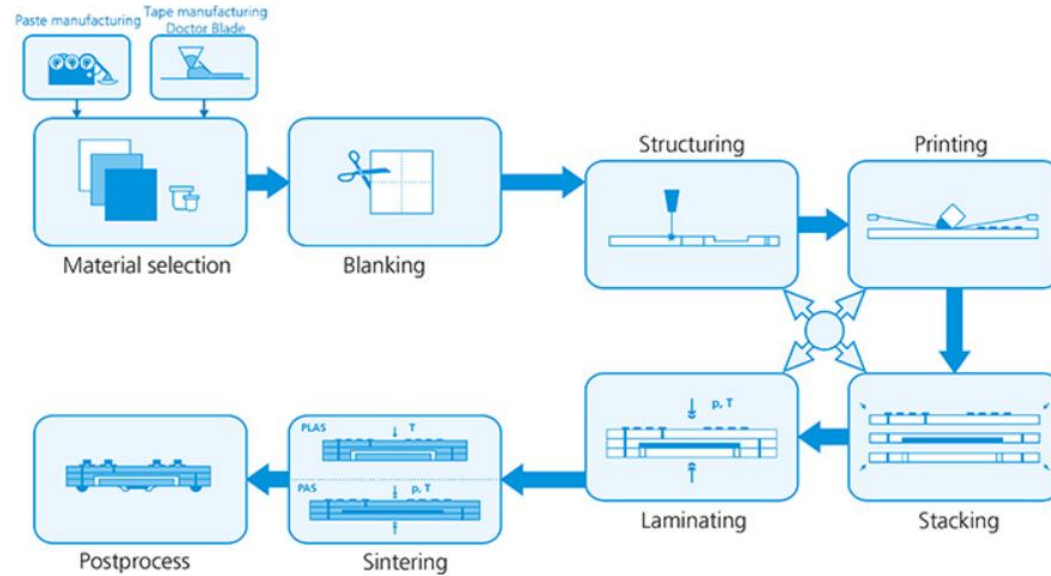 Paste manufacturing
Tape manufacturing
Doctor Blade
Material selection
Blanking
Structuring
Printing
Stacking
p, T
Laminating
PLAS
T
PAS
p, T
Sintering
Postprocess